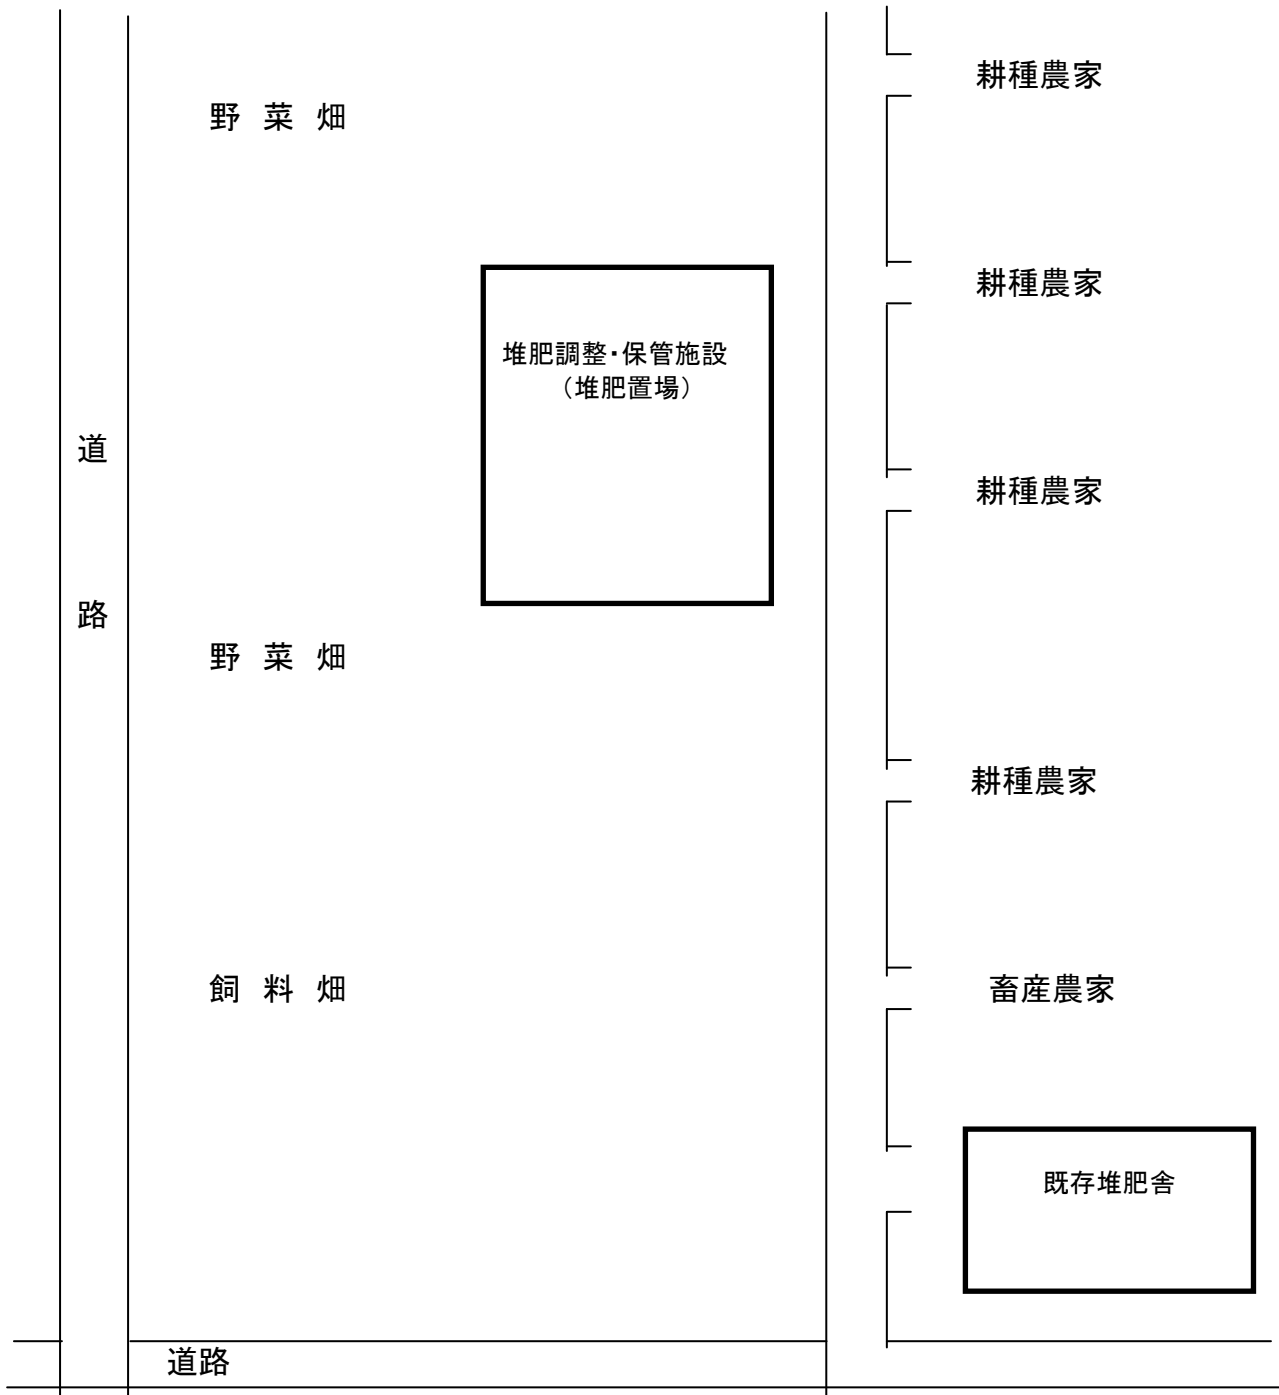 耕種農家
野 菜 畑
耕種農家
堆肥調整・保管施設
（堆肥置場）
道路
耕種農家
野 菜 畑
耕種農家
飼 料 畑
畜産農家
既存堆肥舎
道路